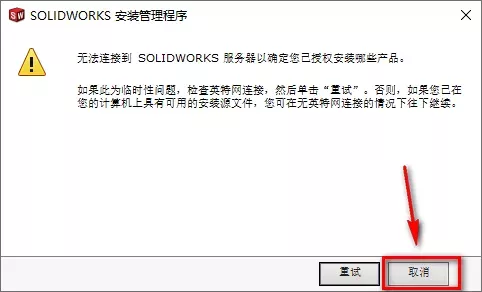 SOLIDWORKS 安装管理程序
无法连接到 SOLIDWORKS 服务器以确定您已授权安装哪些产品。
如果此为临时性问题，检查英特网连接，然后单击“重试”。否则，如果您已在
您的计算机上具有可用的安装源文件，您可在无英特网连接的情况下往下继续。
重试 取消